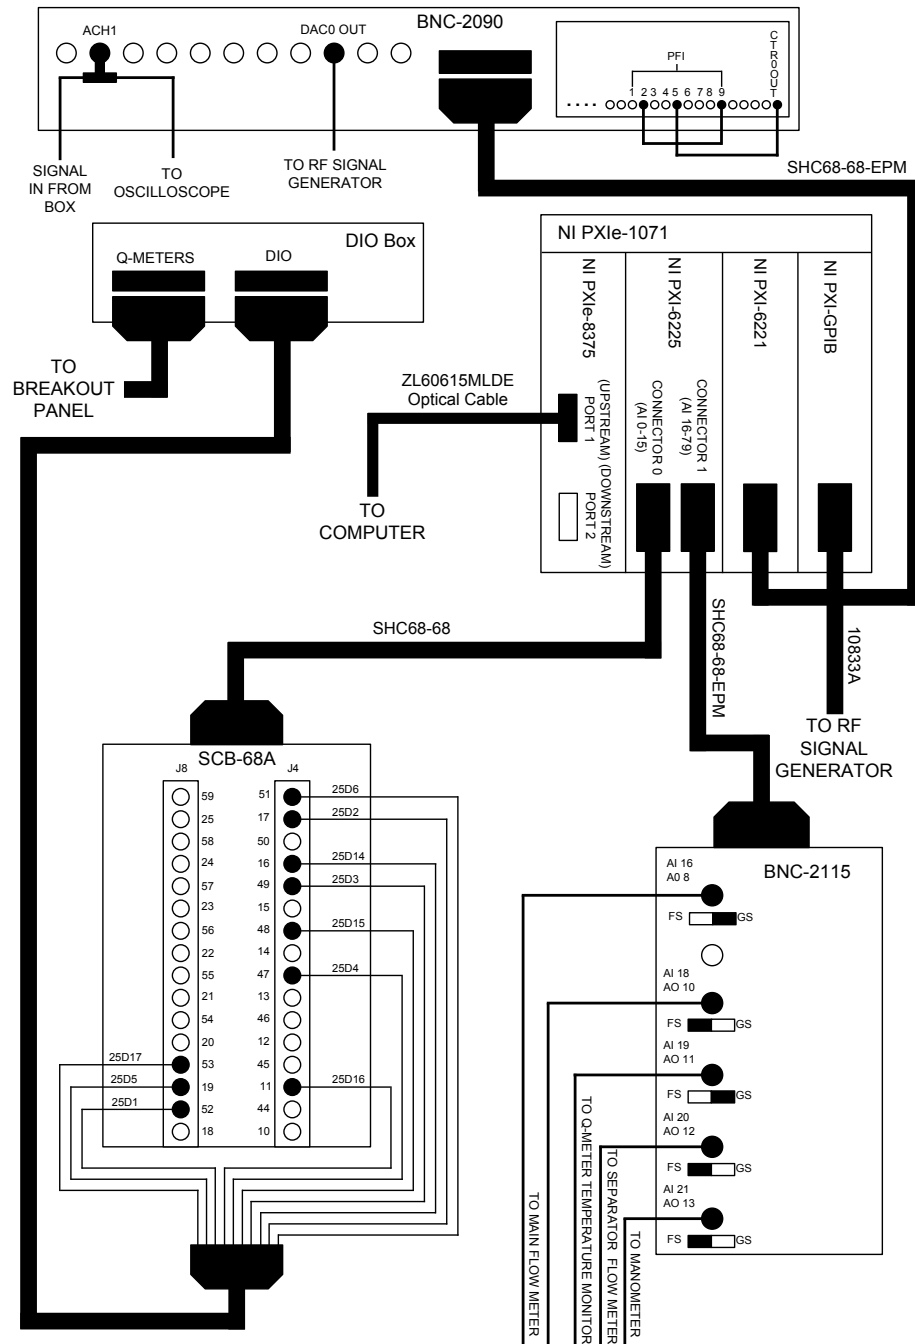 BNC-2090
ACH1
DAC0 OUT
CTR0OUT
PFI
1 2 3 4 5 6 7 8 9
SIGNAL
IN FROM
BOX
TO
OSCILLOSCOPE
TO RF SIGNAL
GENERATOR
SHC68-68-EPM
DIO Box
Q-METERS
DIO
TO
BREAKOUT
PANEL
NI PXIe-1071
NI PXIe-8375
NI PXI-6225
NI PXI-6221
NI PXI-GPIB
ZL60615MLDE
Optical Cable
TO
COMPUTER
PORT 1
(UPSTREAM)
PORT 2
(DOWNSTREAM)
CONNECTOR 0
(AI 0-15)
CONNECTOR 1
(AI 16-79)
SHC68-68
SHC68-68-EPM
10833A
TO RF
SIGNAL
GENERATOR
SCB-68A
J8
J4
59
25
58
24
57
23
56
22
55
21
54
20
53
19
52
18
51
17
50
16
49
15
48
14
47
13
46
12
45
11
44
10
25D6
25D2
25D14
25D3
25D15
25D4
25D16
25D17
25D5
25D1
BNC-2115
AI 16
A0 8
FS GS
AI 18
AO 10
FS GS
AI 19
AO 11
FS GS
AI 20
AO 12
FS GS
AI 21
AO 13
FS GS
TO MAIN FLOW METER
TO Q-METER TEMPERATURE MONITOR
TO SEPARATOR FLOW METER
TO MANOMETER